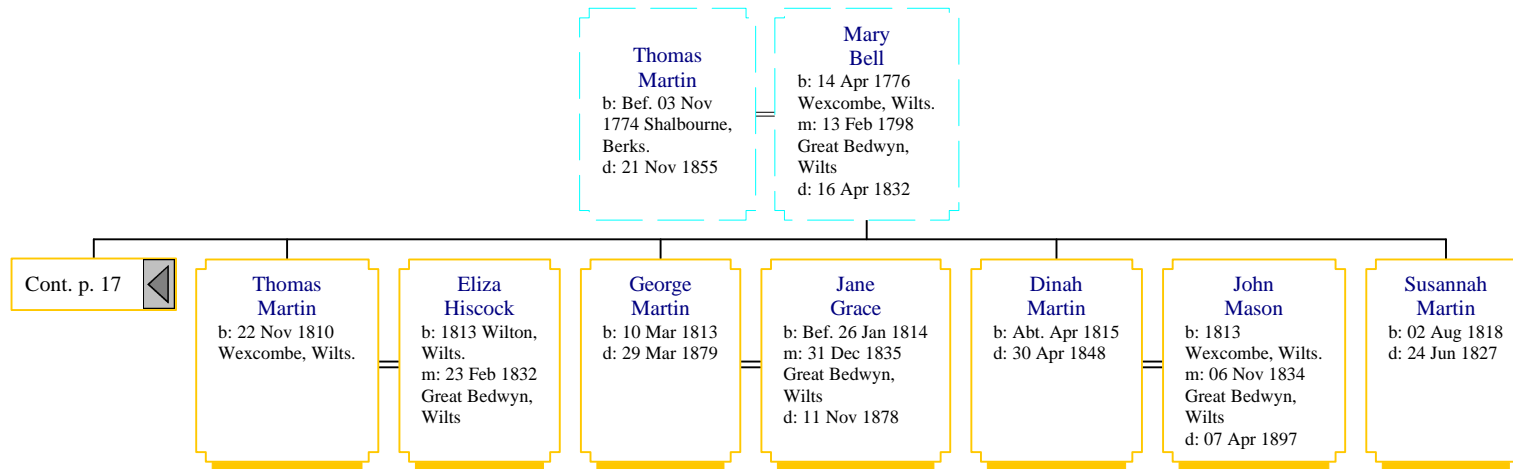 Thomas
Martin
b: Bef. 03 Nov
1774 Shalbourne,
Berks.
d: 21 Nov 1855
Mary
Bell
b: 14 Apr 1776
Wexcombe, Wilts.
m: 13 Feb 1798
Great Bedwyn,
Wilts
d: 16 Apr 1832
Cont. p. 17
Thomas
Martin
b: 22 Nov 1810
Wexcombe, Wilts.
Eliza
Hiscock
b: 1813 Wilton,
Wilts.
m: 23 Feb 1832
Great Bedwyn,
Wilts
George
Martin
b: 10 Mar 1813
d: 29 Mar 1879
Jane
Grace
b: Bef. 26 Jan 1814
m: 31 Dec 1835
Great Bedwyn,
Wilts
d: 11 Nov 1878
Dinah
Martin
b: Abt. Apr 1815
d: 30 Apr 1848
John
Mason
b: 1813
Wexcombe, Wilts.
m: 06 Nov 1834
Great Bedwyn,
Wilts
d: 07 Apr 1897
Susannah
Martin
b: 02 Aug 1818
d: 24 Jun 1827